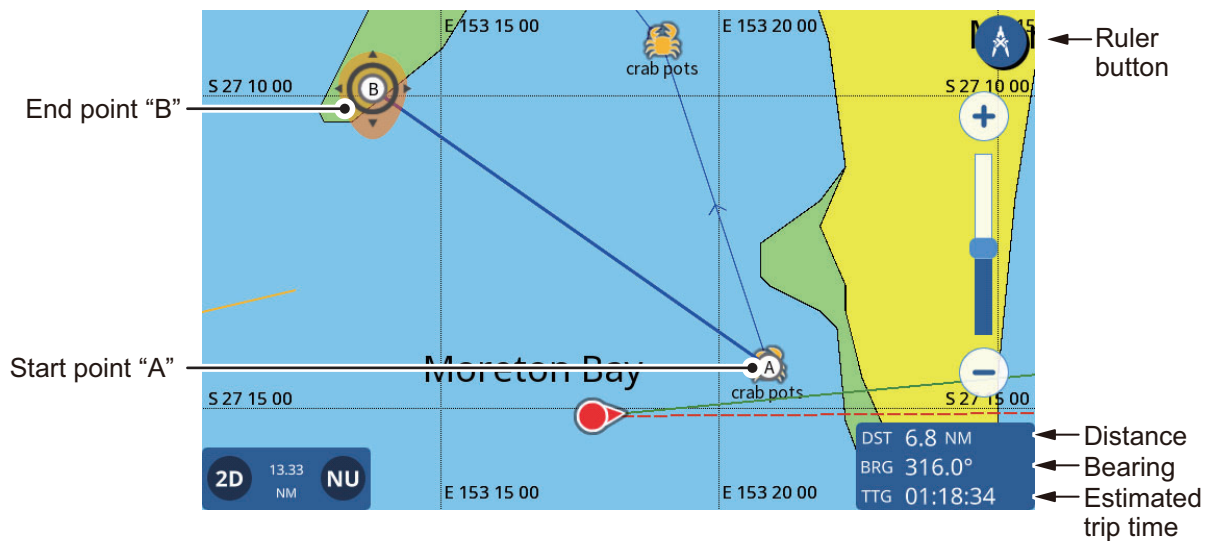 E 153 15 00
E 153 20 00
N
15
Ruler
button
crab pots
S 27 10 00
S 27 10 00
B
End point “B”
+
Start point “A”
Moreton Bay
A
crab pots
−
S 27 15 00
S 27 15 00
DST 6.8 NM
Distance
BRG 316.0°
Bearing
TTG 01:18:34
Estimated
trip time
2D
13.33
NM
NU
E 153 15 00
E 153 20 00